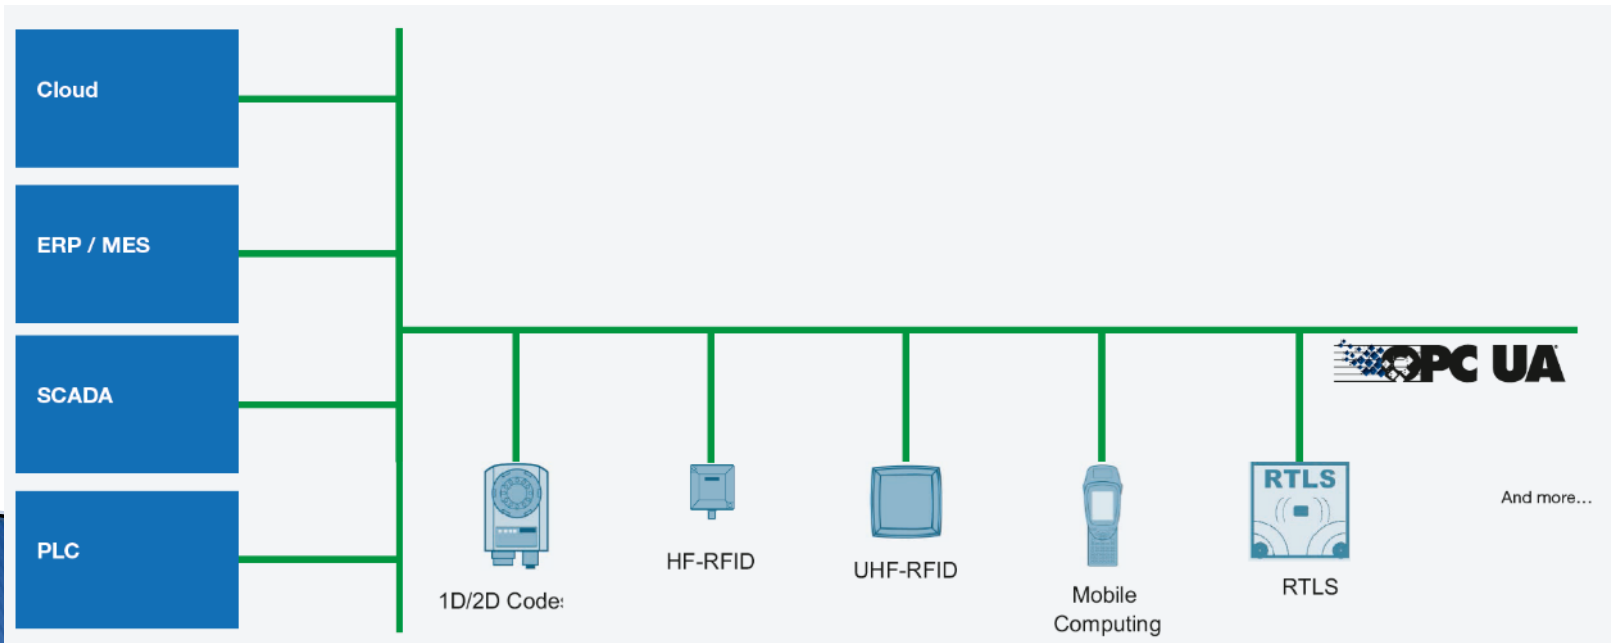 Cloud
ERP / MES
SCADA
PLC
OPC UA
RTLS
And more...
1D/2D Codes
HF-RFID
UHF-RFID
Mobile
Computing
RTLS